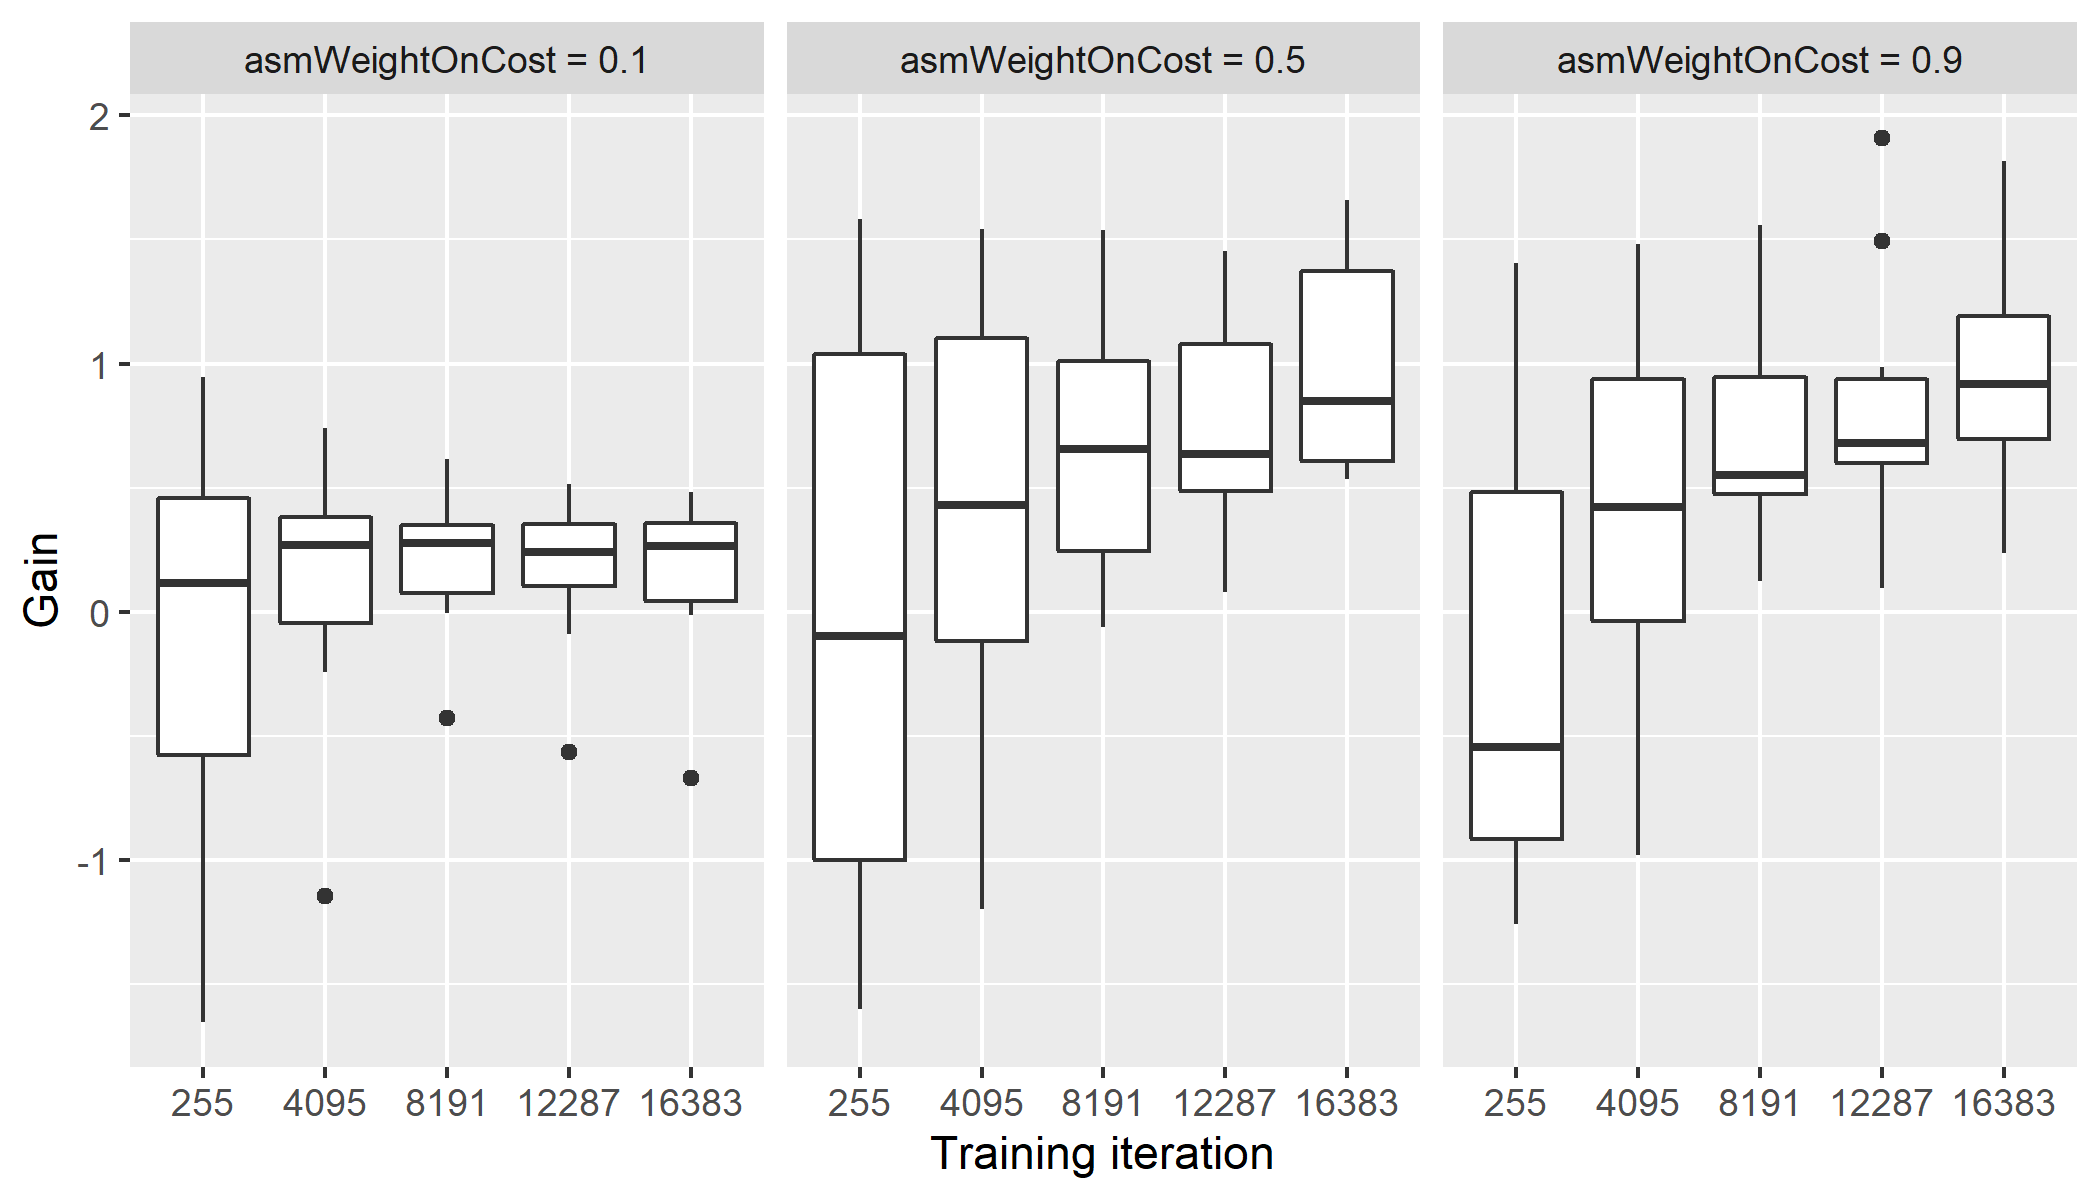 asmWeightOnCost = 0.1
asmWeightOnCost = 0.5
asmWeightOnCost = 0.9
Gain
2
1
0
-1
255 4095 8191 12287 16383
255 4095 8191 12287 16383
255 4095 8191 12287 16383
Training iteration